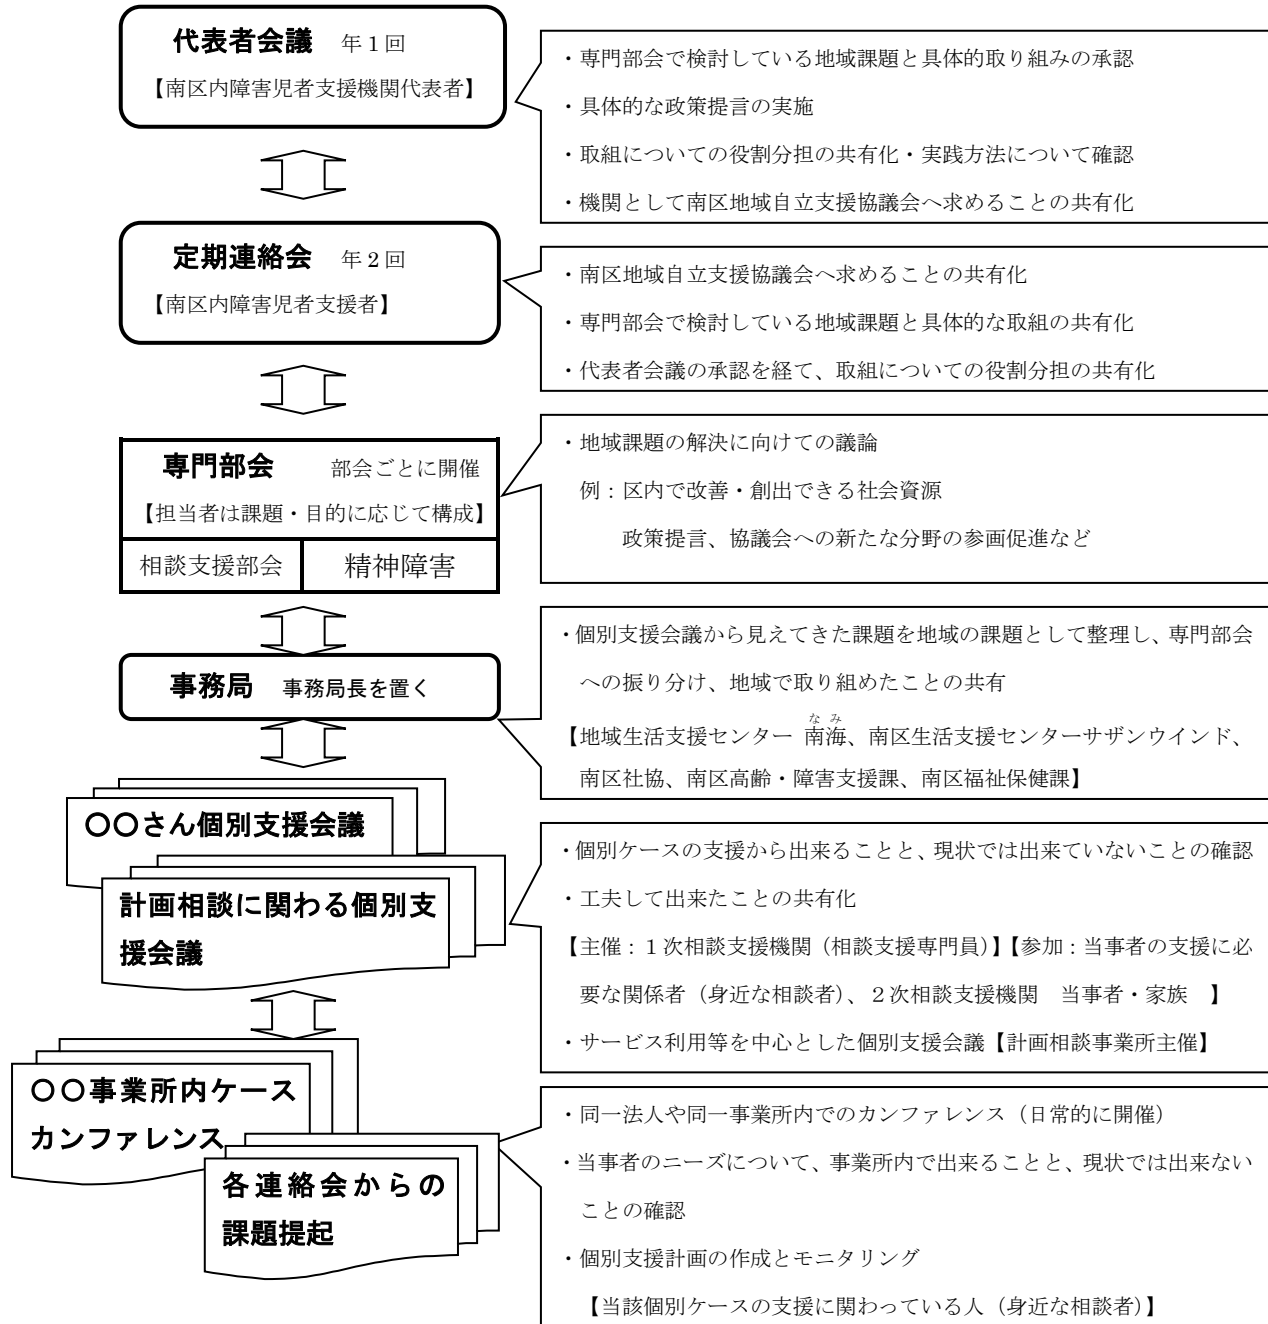 代表者会議 年1回
【南区内障害児者支援機関代表者】
・専門部会で検討している地域課題と具体的取り組みの承認
・具体的な政策提言の実施
・取組についての役割分担の共有化・実践方法について確認
・機関として南区地域自立支援協議会へ求めることの共有化
定期連絡会 年2回
【南区内障害児者支援者】
・南区地域自立支援協議会へ求めることの共有化
・専門部会で検討している地域課題と具体的な取組の共有化
・代表者会議の承認を経て、取組についての役割分担の共有化
専門部会 部会ごとに開催
【担当者は課題・目的に応じて構成】
相談支援部会 精神障害
・地域課題の解決に向けての議論
例：区内で改善・創出できる社会資源
政策提言、協議会への新たな分野の参画促進など
事務局 事務局長を置く
・個別支援会議から見えてきた課題を地域の課題として整理し、専門部会
への振り分け、地域で取り組めたことの共有
なみ
【地域生活支援センター 南海、南区生活支援センターサザンウインド、
南区社協、南区高齢・障害支援課、南区福祉保健課】
〇〇さん個別支援会議
計画相談に関わる個別支
援会議
・個別ケースの支援から出来ることと、現状では出来ていないことの確認
・工夫して出来たことの共有化
【主催：1次相談支援機関（相談支援専門員）】【参加：当事者の支援に必
要な関係者（身近な相談者）、2次相談支援機関　当事者・家族　】
・サービス利用等を中心とした個別支援会議【計画相談事業所主催】
〇〇事業所内ケース
カンファレンス
各連絡会からの
課題提起
・同一法人や同一事業所内でのカンファレンス（日常的に開催）
・当事者のニーズについて、事業所内で出来ることと、現状では出来ない
ことの確認
・個別支援計画の作成とモニタリング
【当該個別ケースの支援に関わっている人（身近な相談者）】